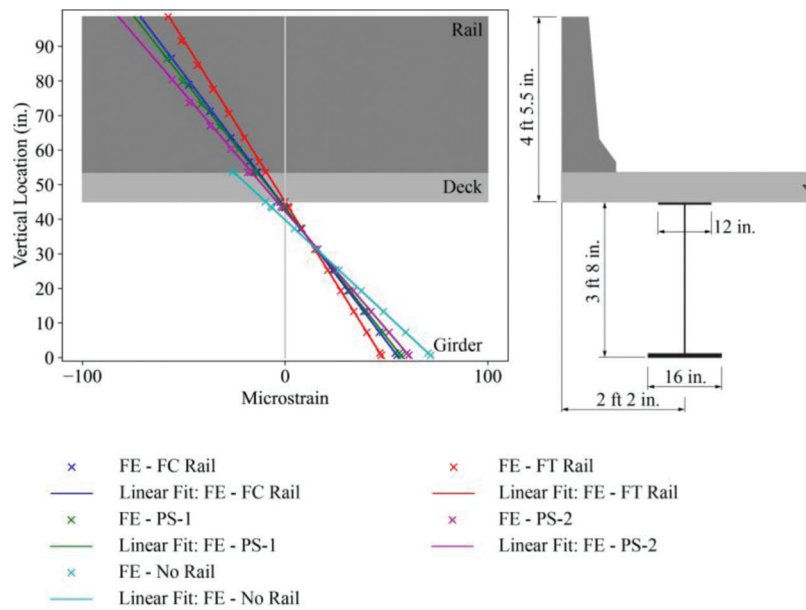 Rail
Deck
Girder
Vertical Location (in.)
90
80
70
60
50
40
30
20
10
0
−100
0
100
Microstrain
4 ft 5.5 in.
12 in.
3 ft 8 in.
16 in.
2 ft 2 in.
FE - FC Rail
Linear Fit: FE - FC Rail
FE - PS-1
Linear Fit: FE - PS-1
FE - No Rail
Linear Fit: FE - No Rail
FE - FT Rail
Linear Fit: FE - FT Rail
FE - PS-2
Linear Fit: FE - PS-2